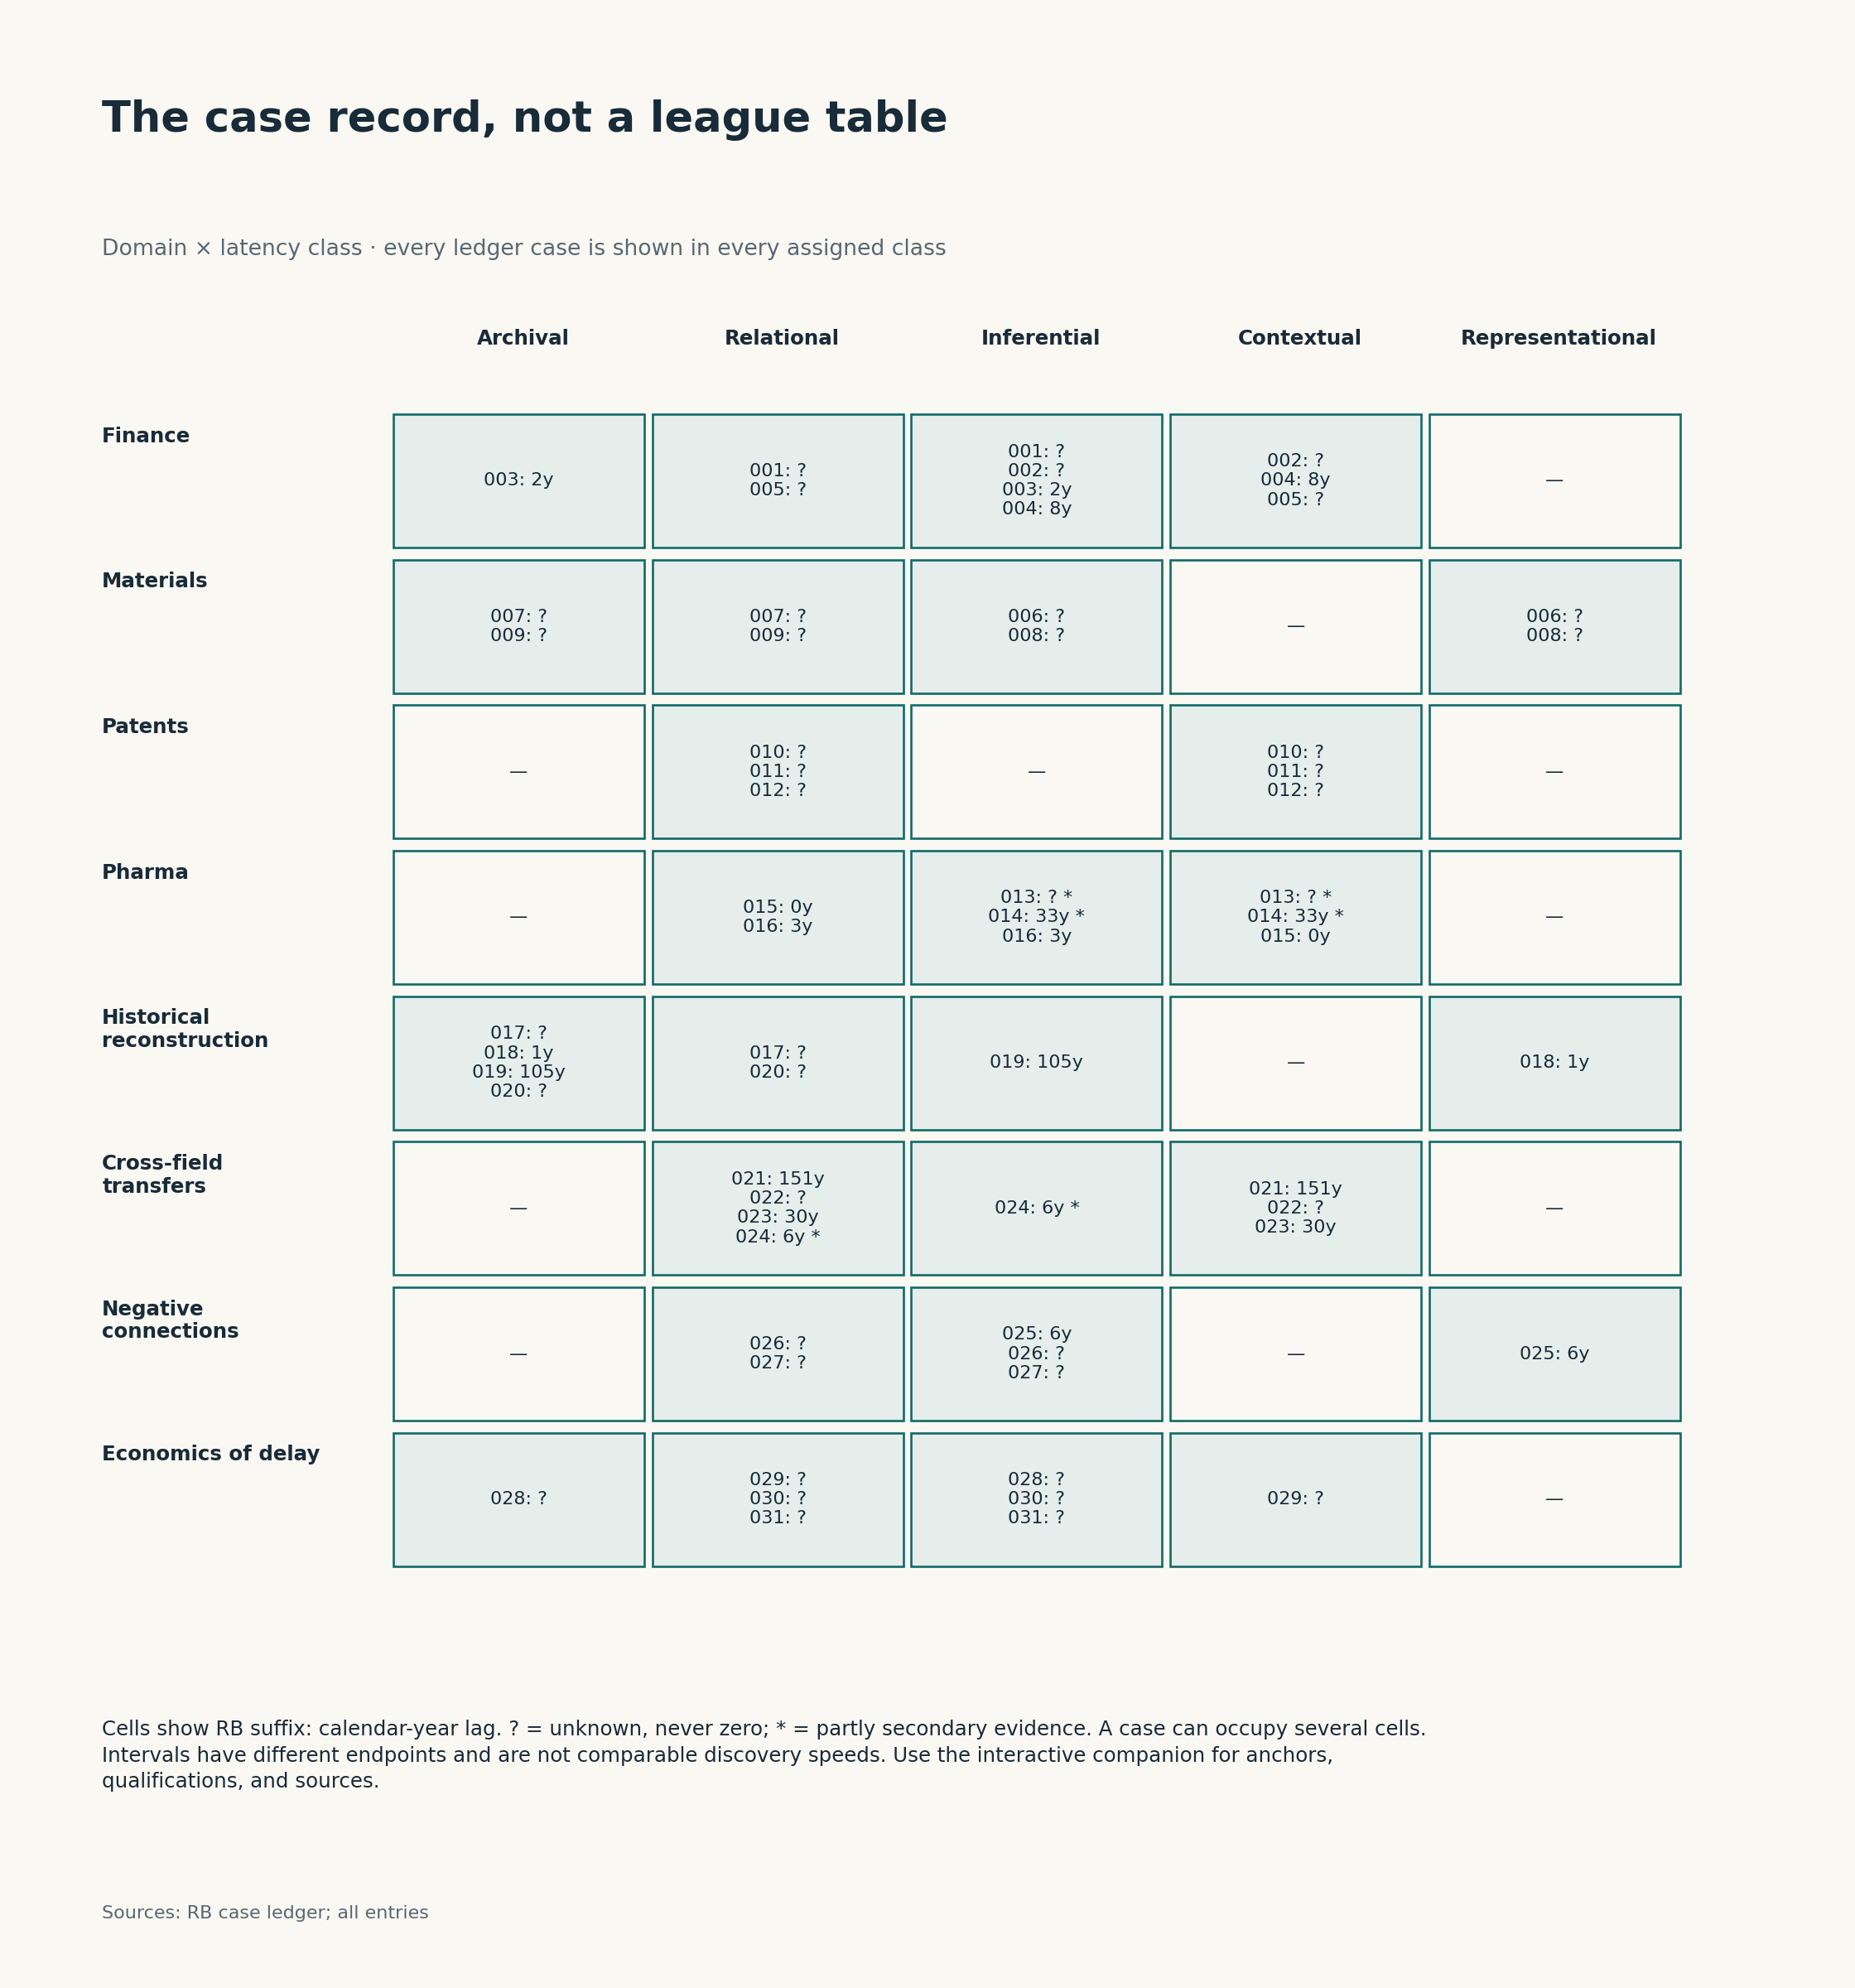 The case record, not a league table
Domain × latency class · every ledger case is shown in every assigned class
Archival Relational Inferential Contextual Representational
Finance
003: 2y
001: ?
005: ?
001: ?
002: ?
003: 2y
004: 8y
002: ?
004: 8y
005: ?
—
Materials
007: ?
009: ?
007: ?
009: ?
006: ?
008: ?
—
006: ?
008: ?
Patents
—
010: ?
011: ?
012: ?
—
010: ?
011: ?
012: ?
—
Pharma
—
015: 0y
016: 3y
013: ? *
014: 33y *
016: 3y
013: ? *
014: 33y *
015: 0y
—
Historical
reconstruction
017: ?
018: 1y
019: 105y
020: ?
017: ?
020: ?
019: 105y
—
018: 1y
Cross-field
transfers
—
021: 151y
022: ?
023: 30y
024: 6y *
024: 6y *
021: 151y
022: ?
023: 30y
—
Negative
connections
—
026: ?
027: ?
025: 6y
026: ?
027: ?
—
025: 6y
Economics of delay
028: ?
029: ?
030: ?
031: ?
028: ?
030: ?
031: ?
029: ?
—
Cells show RB suffix: calendar-year lag. ? = unknown, never zero; * = partly secondary evidence. A case can occupy several cells.
Intervals have different endpoints and are not comparable discovery speeds. Use the interactive companion for anchors,
qualifications, and sources.
Sources: RB case ledger; all entries